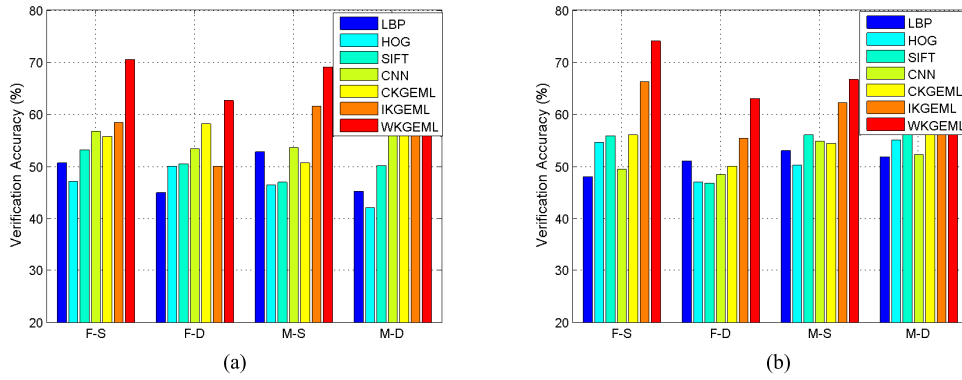 80
70
60
50
40
30
20
Verification Accuracy (%)
F-S
F-D
M-S
M-D
LBP
HOG
SIFT
CNN
CKGEML
IKGEML
WKGEML
(a)
80
70
60
50
40
30
20
Verification Accuracy (%)
F-S
F-D
M-S
M-D
LBP
HOG
SIFT
CNN
CKGEML
IKGEML
WKGEML
(b)